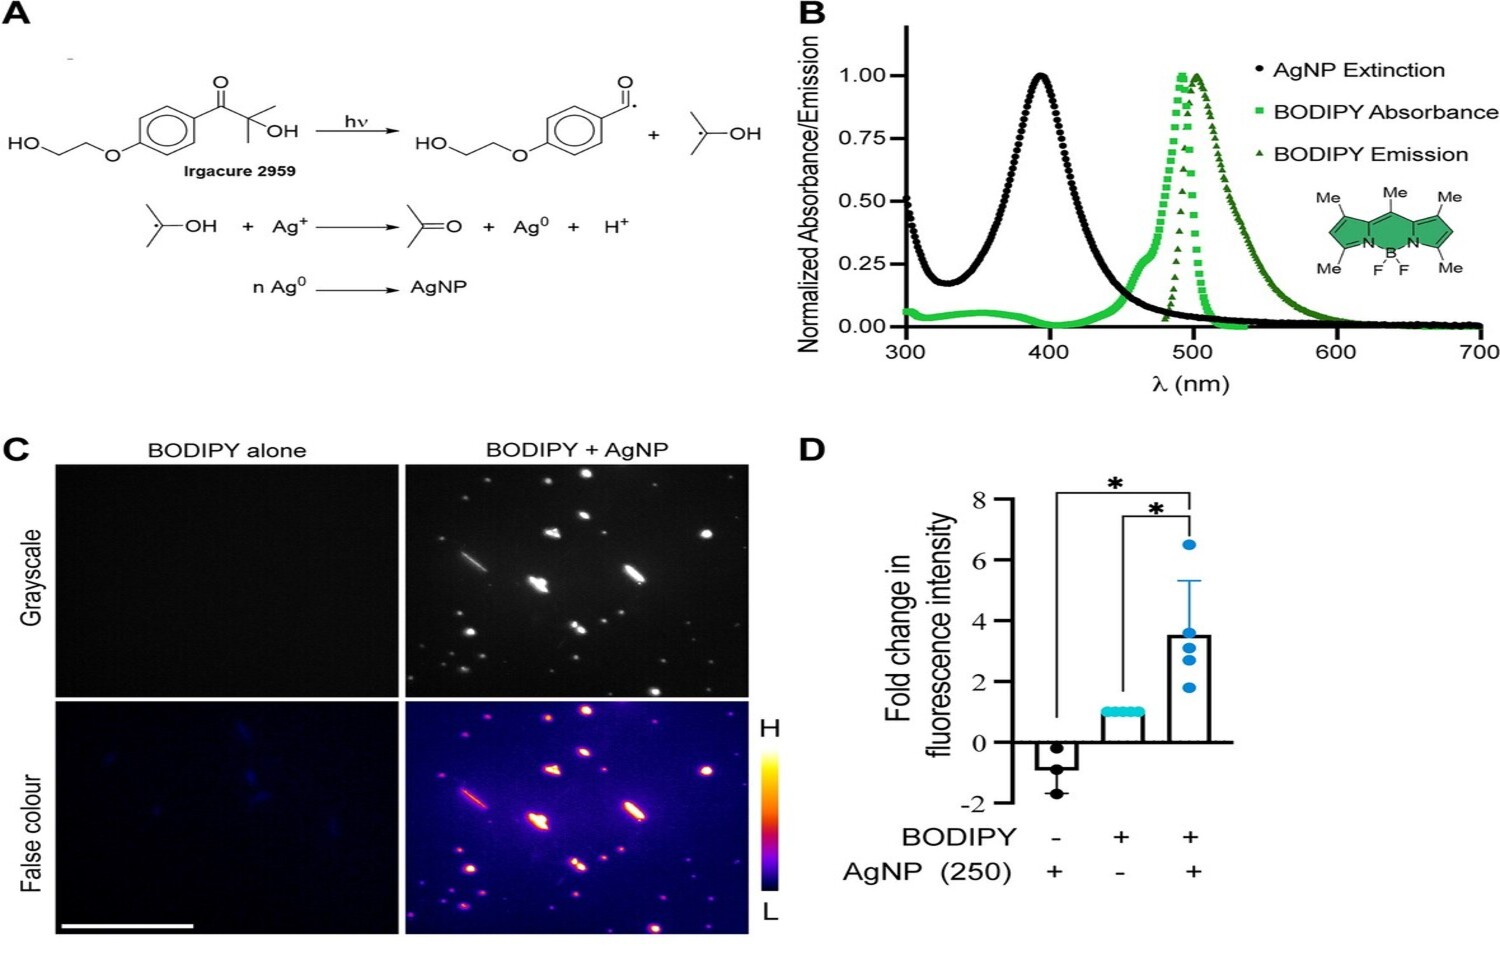 A
O
OH
HO
O
Irgacure 2959
hν
O
HO
O
+
OH
OH + Ag⁺
O + Ag⁰ + H⁺
n Ag⁰
AgNP
B
Normalized Absorbance/Emission
1.00
0.75
0.50
0.25
0.00
300 400 500 600 700
λ (nm)
AgNP Extinction
BODIPY Absorbance
BODIPY Emission
Me
Me Me
N N
B
Me F F Me
C
BODIPY alone BODIPY + AgNP
Grayscale
False colour
H
L
D
Fold change in
fluorescence intensity
8
6
4
2
0
-2
*
*
BODIPY - + +
AgNP (250) + - +